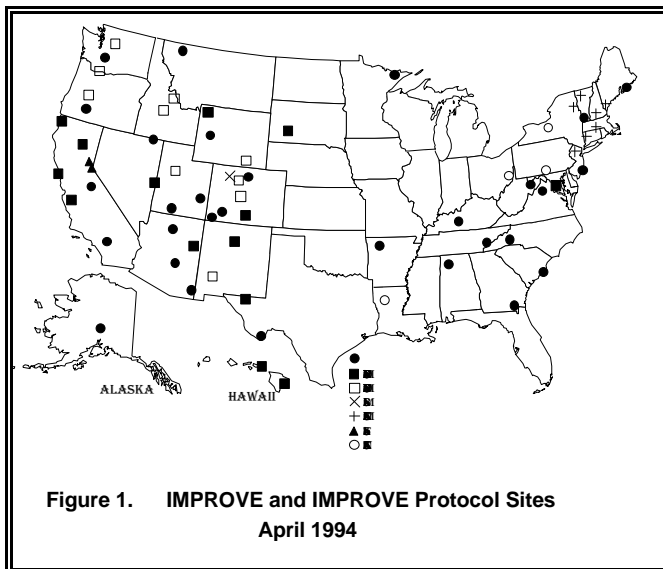 ALASKA
HAWAII
Figure 1. IMPROVE and IMPROVE Protocol Sites
April 1994